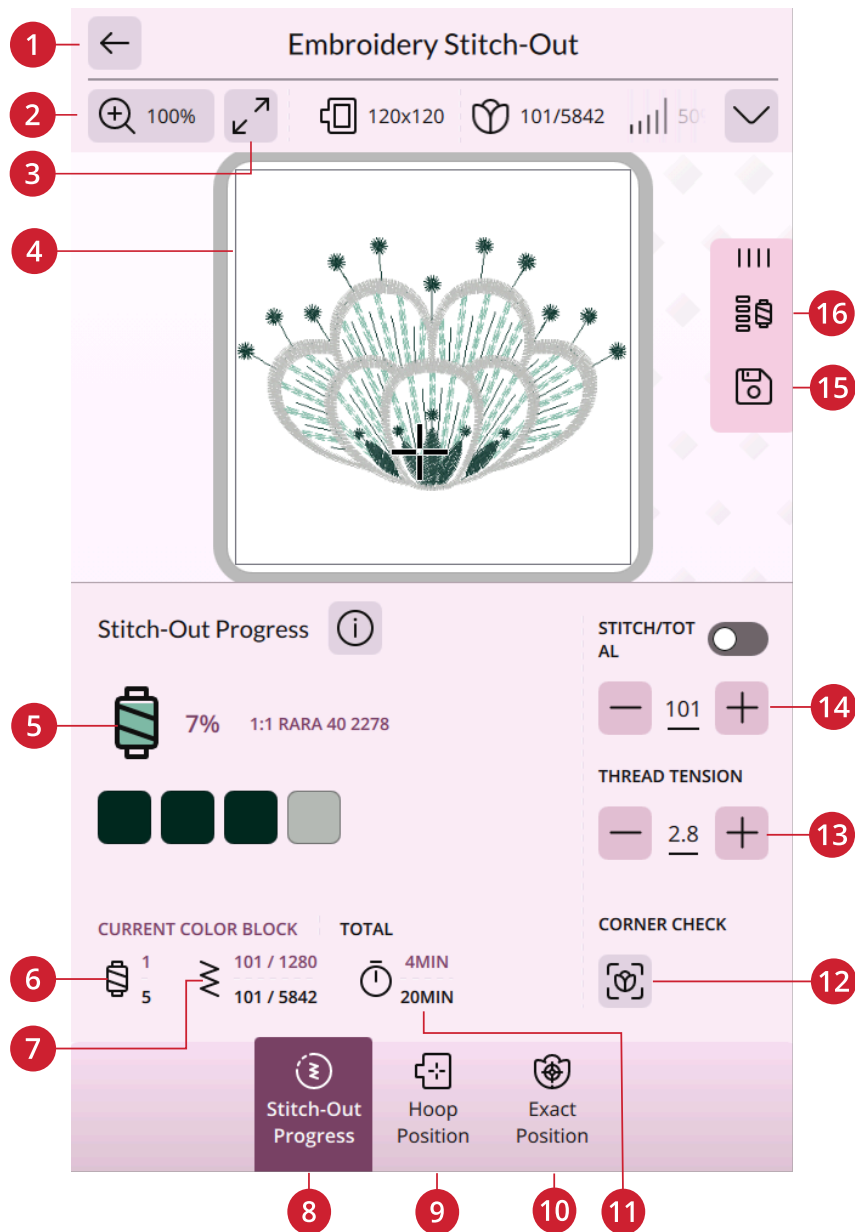 1
Embroidery Stitch-Out
2
100%
120x120
101/5842
50
3
4
16
15
Stitch-Out Progress
STITCH/TOT
AL
5
7%
1:1 RARA 40 2278
101
14
THREAD TENSION
2.8
13
CURRENT COLOR BLOCK
TOTAL
CORNER CHECK
6
1
101 / 1280
4MIN
5
101 / 5842
20MIN
12
7
Stitch-Out
Progress
Hoop
Position
Exact
Position
8
9
10
11